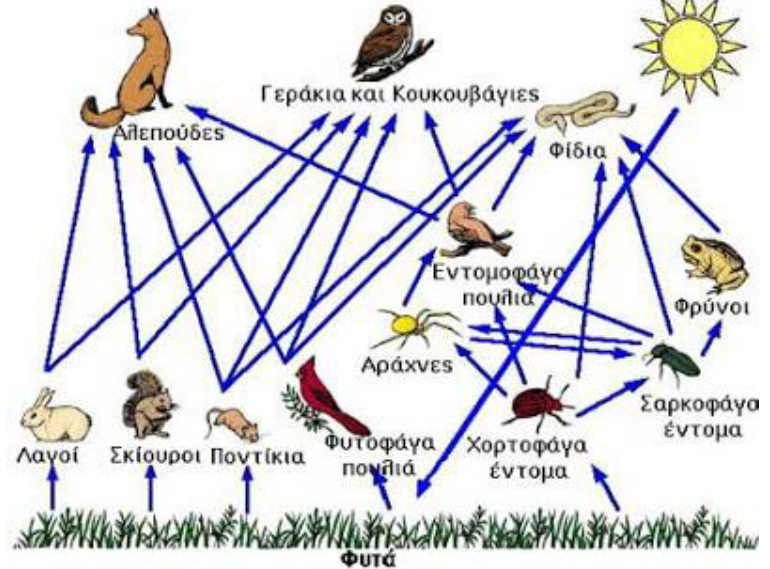 Γεράκια και Κουκουβάγιες
Αλεπούδες
Φίδια
Εντομοφάγα
πουλιά
Φρύνοι
Αράχνες
Σαρκοφάγα
έντομα
Λαγοί
Σκίουροι
Ποντίκια
Φυτοφάγα
πουλιά
Χορτοφάγα
έντομα
Φυτά